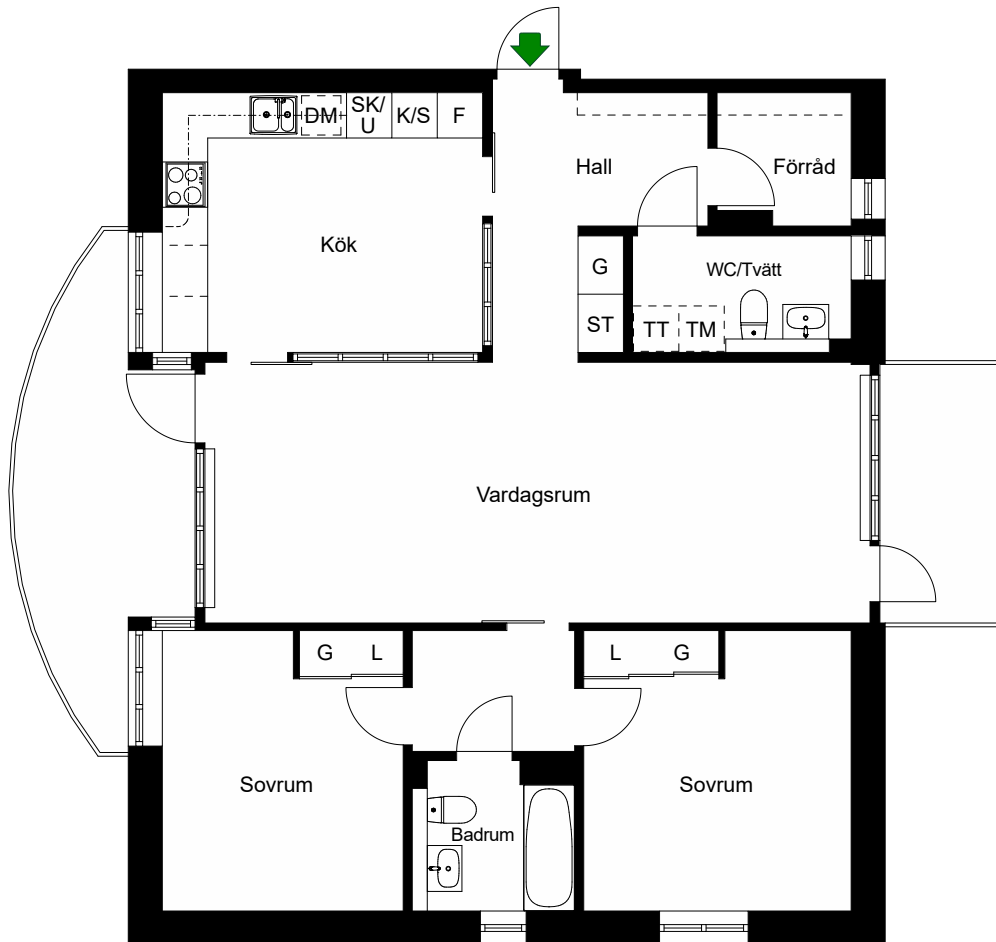 DM
SK/
U
K/S
F
Hall
Förråd
Kök
G
ST
WC/Tvätt
TT
TM
Vardagsrum
G
L
L
G
Sovrum
Badrum
Sovrum